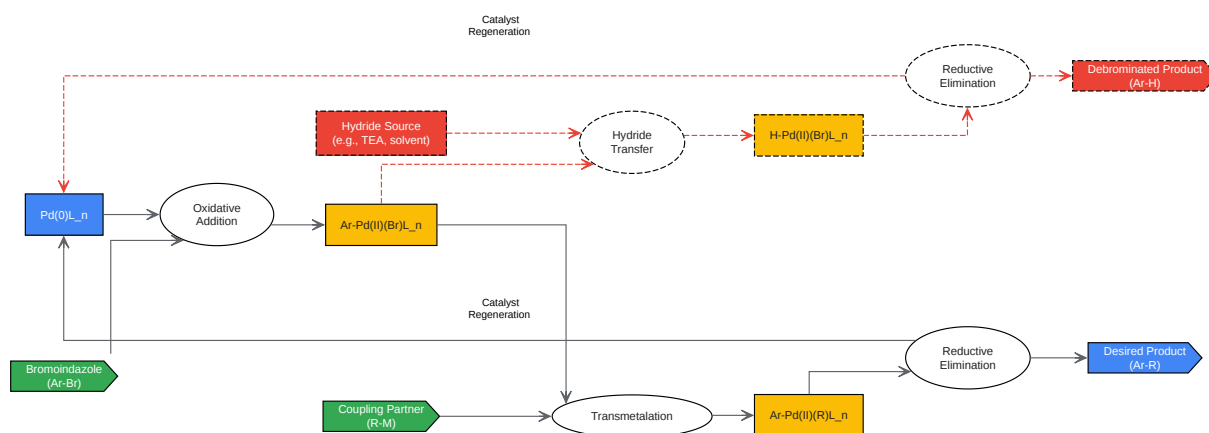 Catalyst
Regeneration
Reductive
Elimination
Debrominated Product
(Ar-H)
Hydride Source
(e.g., TEA, solvent)
Hydride
Transfer
H-Pd(II)(Br)L_n
Pd(0)L_n
Oxidative
Addition
Ar-Pd(II)(Br)L_n
Catalyst
Regeneration
Bromoindazole
(Ar-Br)
Reductive
Elimination
Desired Product
(Ar-R)
Coupling Partner
(R-M)
Transmetalation
Ar-Pd(II)(R)L_n